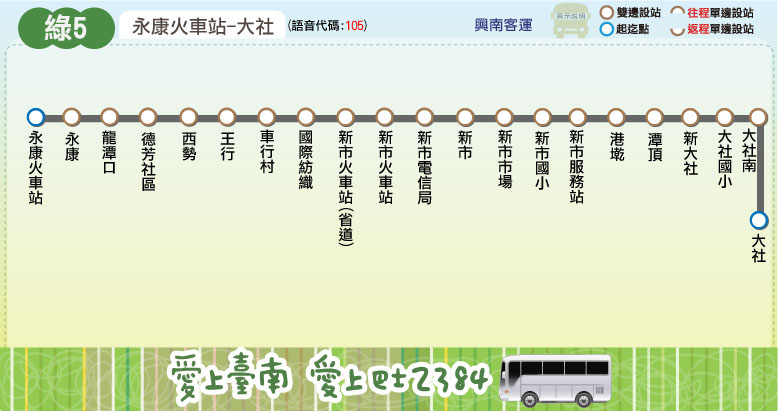 綠5
永康火車站-大社
(語音代碼:105)
興南客運
圖示說明
雙邊設站
起迄點
往程單邊設站
返程單邊設站
永康火車站
永康
龍潭口
德芳社區
西勢
王行
車行村
國際紡織
新市火車站(省道)
新市火車站
新市電信局
新市
新市市場
新市國小
新市服務站
港墘
潭頂
新大社
大社國小
大社南
大社
愛上臺南 愛上巴士2384